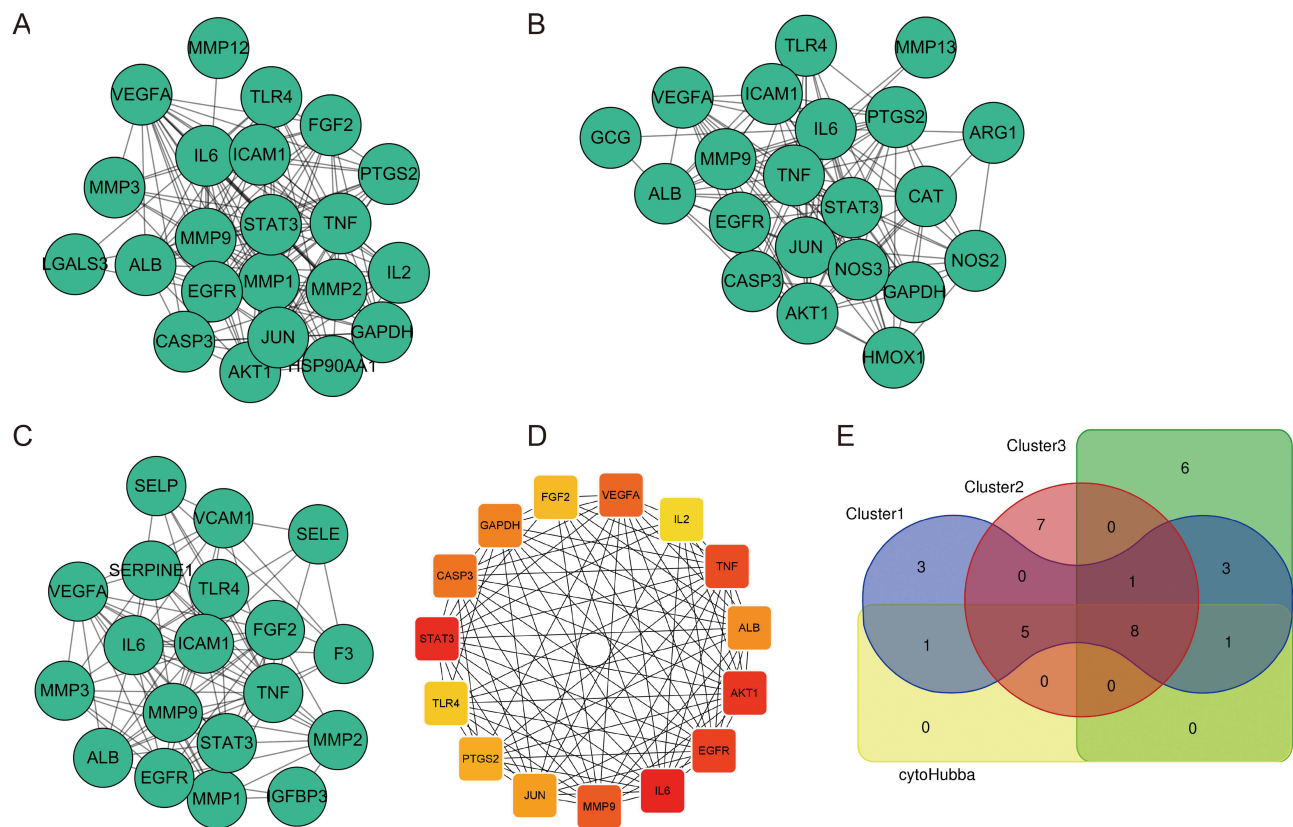 A
MMP12
VEGFA
TLR4
FGF2
IL6
ICAM1
PTGS2
MMP3
STAT3
TNF
MMP9
LGALS3
ALB
IL2
EGFR
MMP1
MMP2
CASP3
JUN
GAPDH
AKT1
HSP90AA1
B
TLR4
MMP13
VEGFA
ICAM1
GCG
IL6
PTGS2
ARG1
MMP9
TNF
ALB
CAT
EGFR
STAT3
JUN
NOS2
CASP3
NOS3
GAPDH
AKT1
HMOX1
C
SELP
VCAM1
SELE
SERPINE1
TLR4
VEGFA
IL6
ICAM1
FGF2
F3
MMP3
TNF
MMP9
ALB
STAT3
MMP2
EGFR
MMP1
IGFBP3
D
FGF2
VEGFA
GAPDH
IL2
CASP3
TNF
STAT3
ALB
TLR4
AKT1
PTGS2
EGFR
JUN
MMP9
IL6
E
Cluster3
6
Cluster2
Cluster1
7
0
3
0
1
3
1
5
8
1
0
0
0
0
cytoHubba